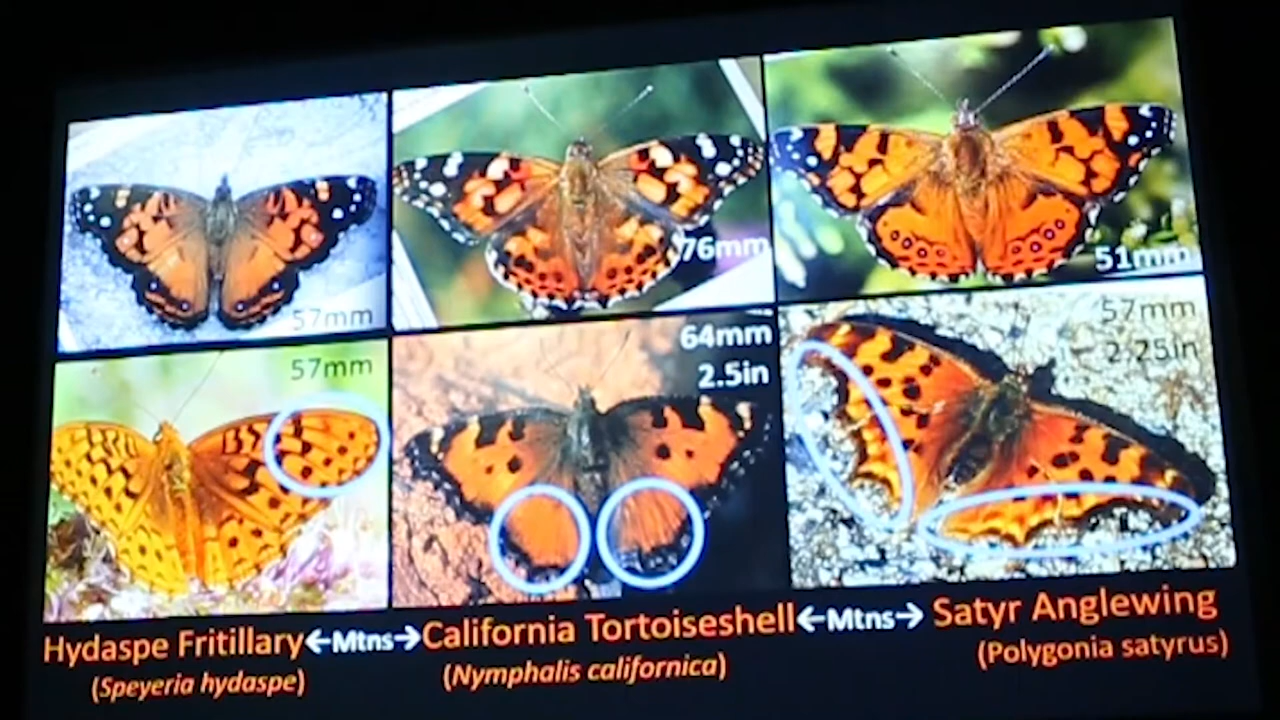 57mm
76mm
51mm
57mm
64mm
2.5in
57mm
2.25in
Hydaspe Fritillary ←Mtns→ California Tortoiseshell ←Mtns→ Satyr Anglewing
(Speyeria hydaspe) (Nymphalis californica) (Polygonia satyrus)